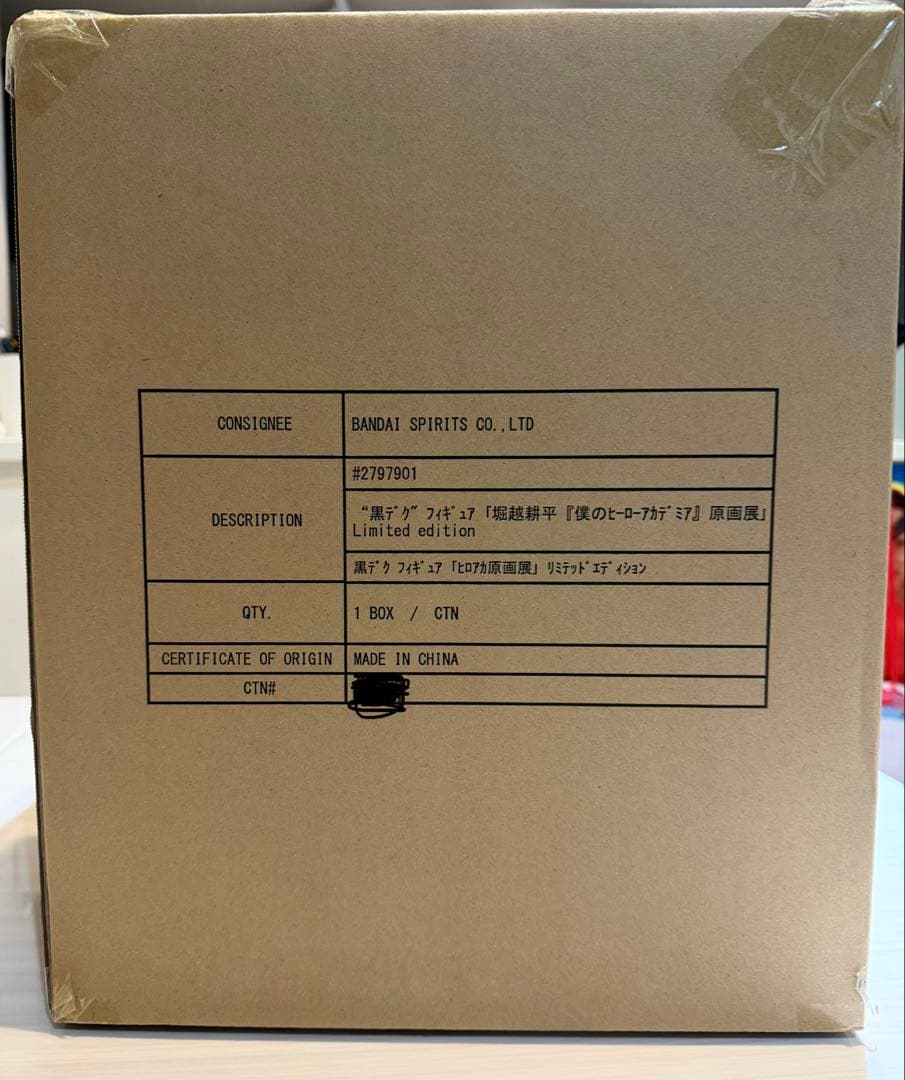 CONSIGNEE
BANDAI SPIRITS CO.,LTD
DESCRIPTION
#2797901
“黒ﾃﾞｸ” ﾌｨｷﾞｭｱ「堀越耕平『僕のﾋｰﾛｰｱｶﾃﾞﾐｱ』原画展」
Limited edition
黒ﾃﾞｸ ﾌｨｷﾞｭｱ「ﾋﾛｱｶ原画展」ﾘﾐﾃｯﾄﾞｴﾃﾞｨｼｮﾝ
QTY.
1 BOX / CTN
CERTIFICATE OF ORIGIN
MADE IN CHINA
CTN#